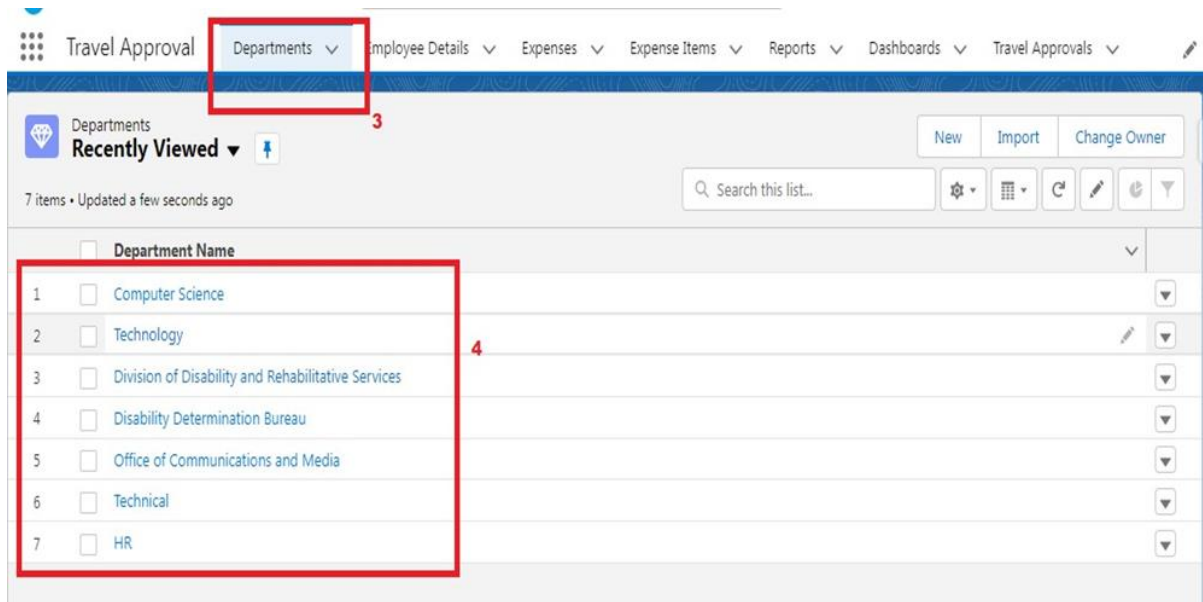 Travel Approval Departments Employee Details Expenses Expense Items Reports Dashboards Travel Approvals
3
Departments
Recently Viewed
New Import Change Owner
7 items • Updated a few seconds ago
Search this list...
Department Name
1 Computer Science
2 Technology
4
3 Division of Disability and Rehabilitative Services
4 Disability Determination Bureau
5 Office of Communications and Media
6 Technical
7 HR